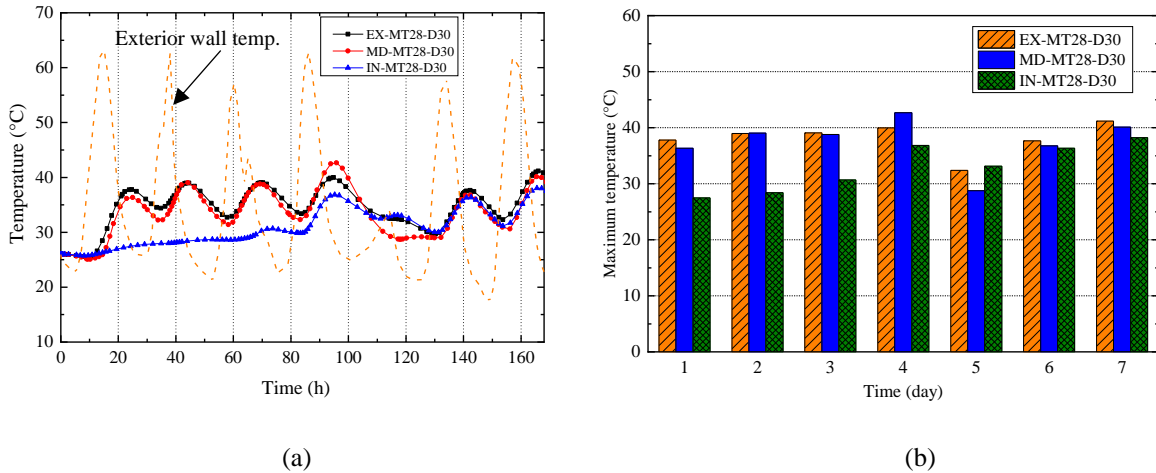 Exterior wall temp.
EX-MT28-D30
MD-MT28-D30
IN-MT28-D30
Temperature (°C)
70
60
50
40
30
20
10
0 20 40 60 80 100 120 140 160
Time (h)
(a)
EX-MT28-D30
MD-MT28-D30
IN-MT28-D30
Maximum temperature (°C)
60
50
40
30
20
10
0
1 2 3 4 5 6 7
Time (day)
(b)